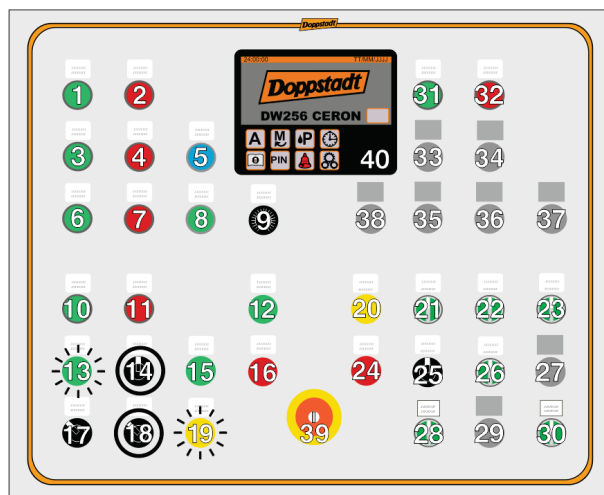 Doppstadt
24:00:00 TT/MM/JJJJ
Doppstadt
DW256 CERON
A M P
PIN
40
1 2 31 32
3 4 5 33 34
6 7 8 9 38 35 36 37
10 11 12 20 21 22 23
13 14 15 16 24 25 26 27
17 18 19 39 28 29 30